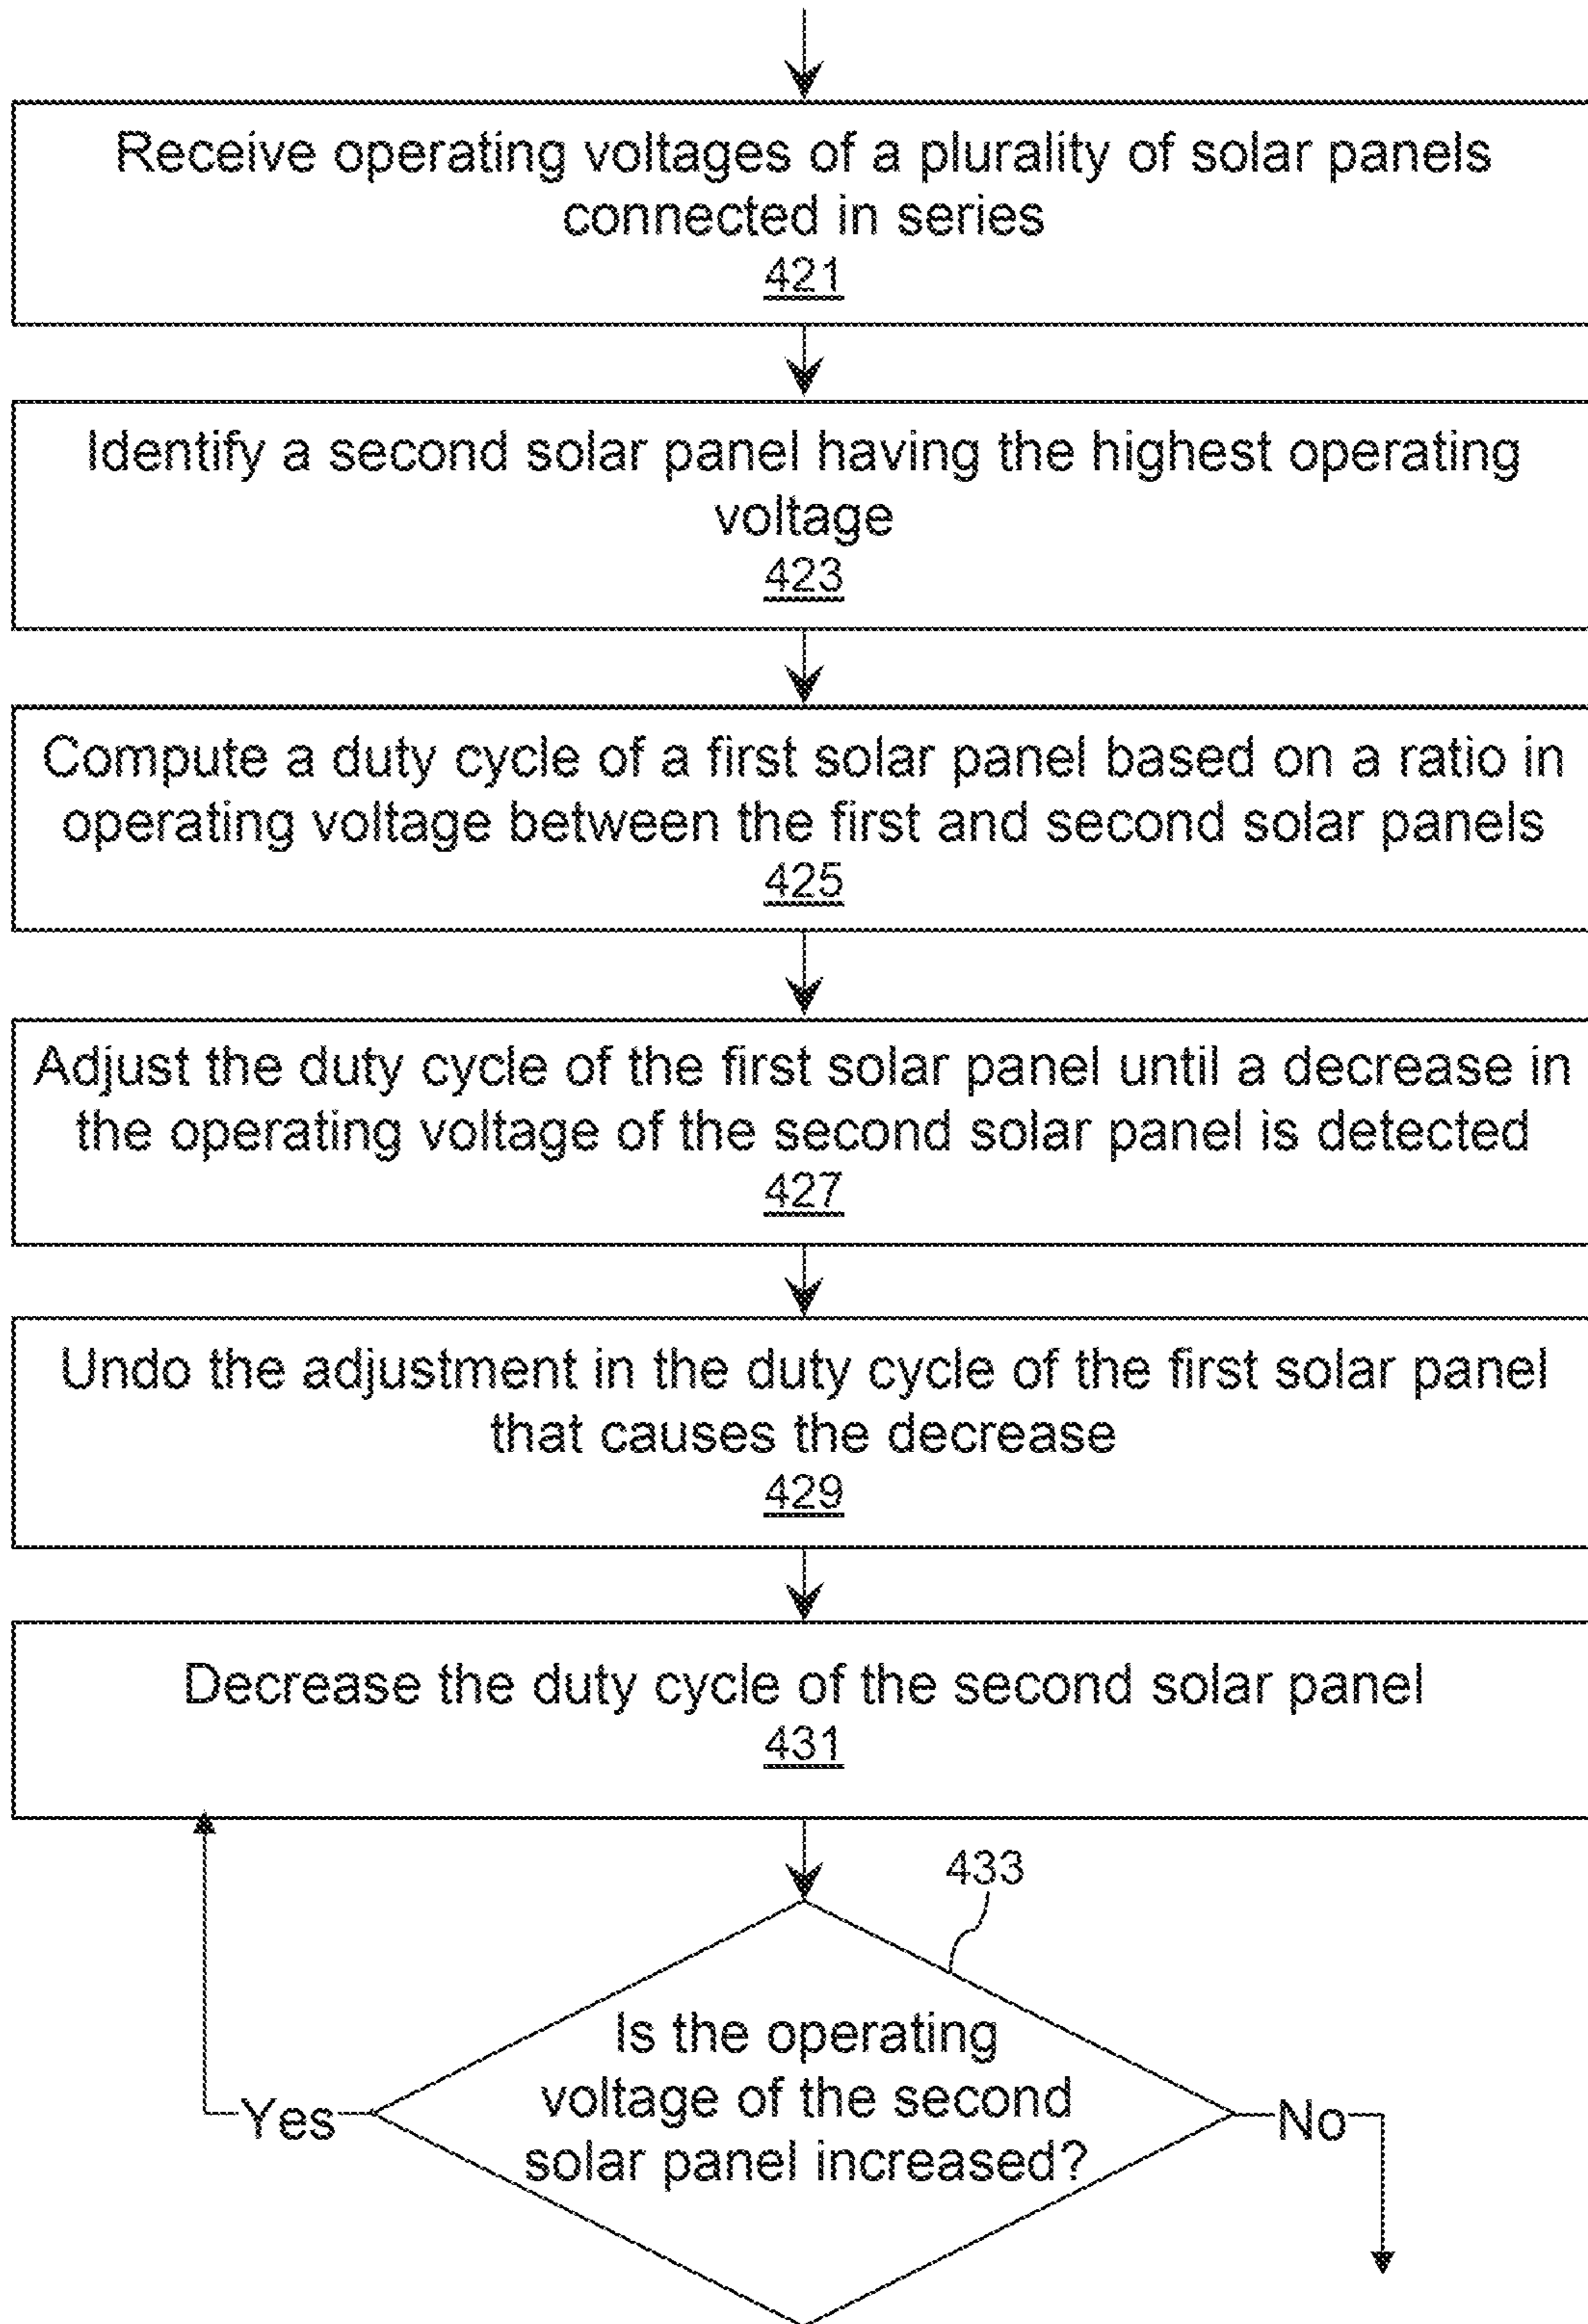 Receive operating voltages of a plurality of solar panels
connected in series
421
Identify a second solar panel having the highest operating
voltage
423
Compute a duty cycle of a first solar panel based on a ratio in
operating voltage between the first and second solar panels
425
Adjust the duty cycle of the first solar panel until a decrease in
the operating voltage of the second solar panel is detected
427
Undo the adjustment in the duty cycle of the first solar panel
that causes the decrease
429
Decrease the duty cycle of the second solar panel
431
433
Is the operating
voltage of the second
solar panel increased?
Yes
No